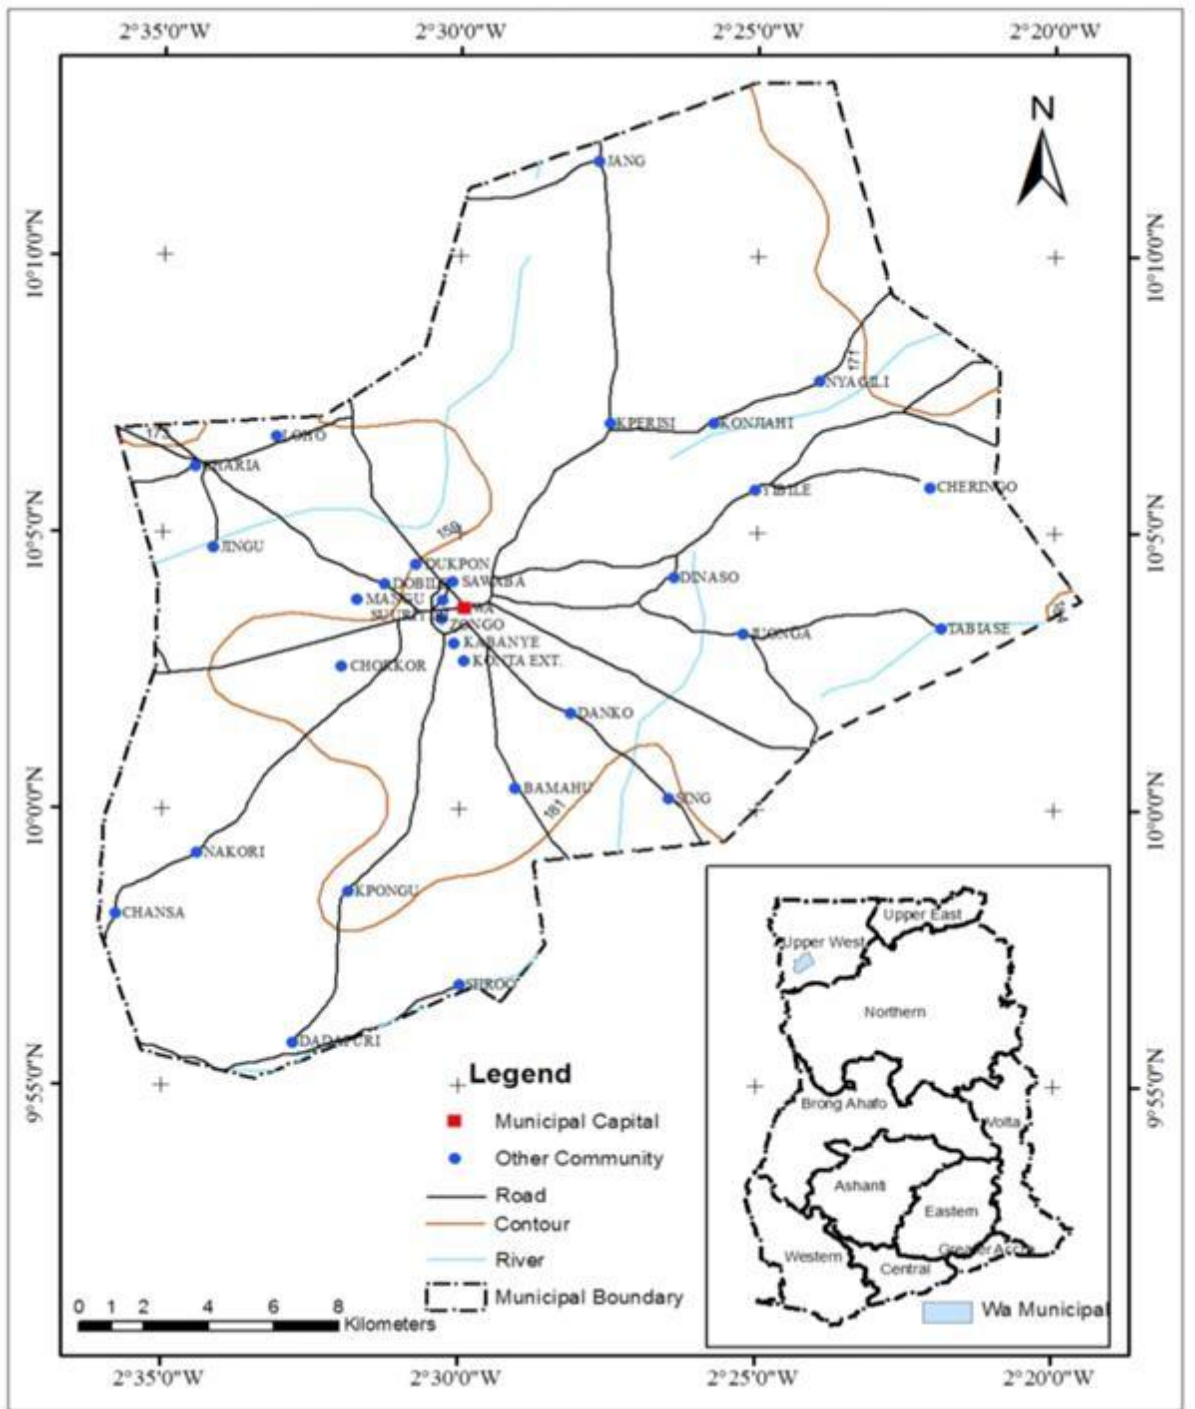 2°35'0"W 2°30'0"W 2°25'0"W 2°20'0"W
N
JANG
10°10'0"N 10°10'0"N
171
NYAGILI
KPERISI KONJIAHI
LOHO
CHARIA
YIBILE CHERINGO
10°5'0"N 10°5'0"N
159
JINGU
DUKPON
DOBILE SAWABA DINASO
MANGU WA
ZONGO
KABANYE TABIASE
CHORKOR KONTA EXT.
DANKO
BAMAHU SING
181
10°0'0"N 10°0'0"N
NAKORI
KPONGU
CHANSA
DADAFURI
9°55'0"N 9°55'0"N
Legend
Municipal Capital
Other Community
Road
Contour
River
Municipal Boundary
0 1 2 4 6 8
Kilometers
Upper East
Upper West
Northern
Brong Ahafo
Volta
Ashanti
Eastern
Greater Accra
Western
Central
Wa Municipal
2°35'0"W 2°30'0"W 2°25'0"W 2°20'0"W